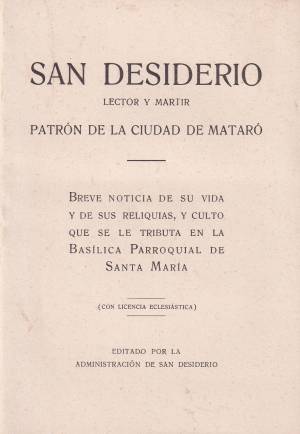 SAN DESIDERIO
LECTOR Y MARTIR
PATRÓN DE LA CIUDAD DE MATARÓ
BREVE NOTICIA DE SU VIDA
Y DE SUS RELIQUIAS, Y CULTO
QUE SE LE TRIBUTA EN LA
BASÍLICA PARROQUIAL DE
SANTA MARÍA
(CON LICENCIA ECLESIÁSTICA)
EDITADO POR LA
ADMINISTRACIÓN DE SAN DESIDERIO